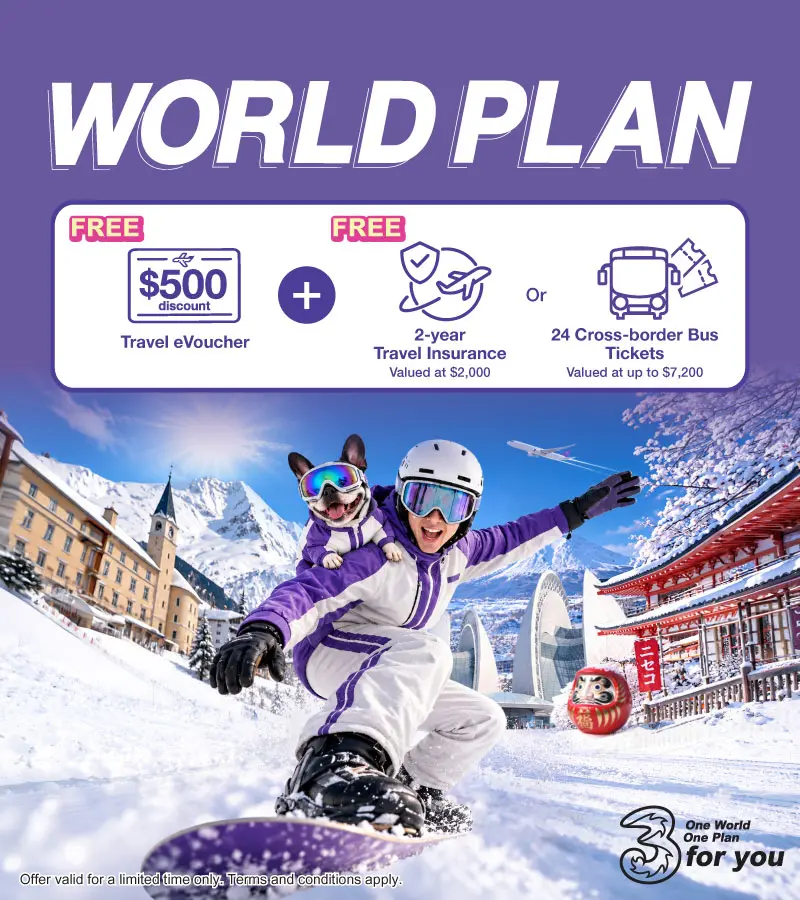 WORLD PLAN
FREE
$500
discount
Travel eVoucher
+
FREE
2-year
Travel Insurance
Valued at $2,000
Or
24 Cross-border Bus
Tickets
Valued at up to $7,200
ニセコ
福
3
One World
One Plan
for you
Offer valid for a limited time only. Terms and conditions apply.